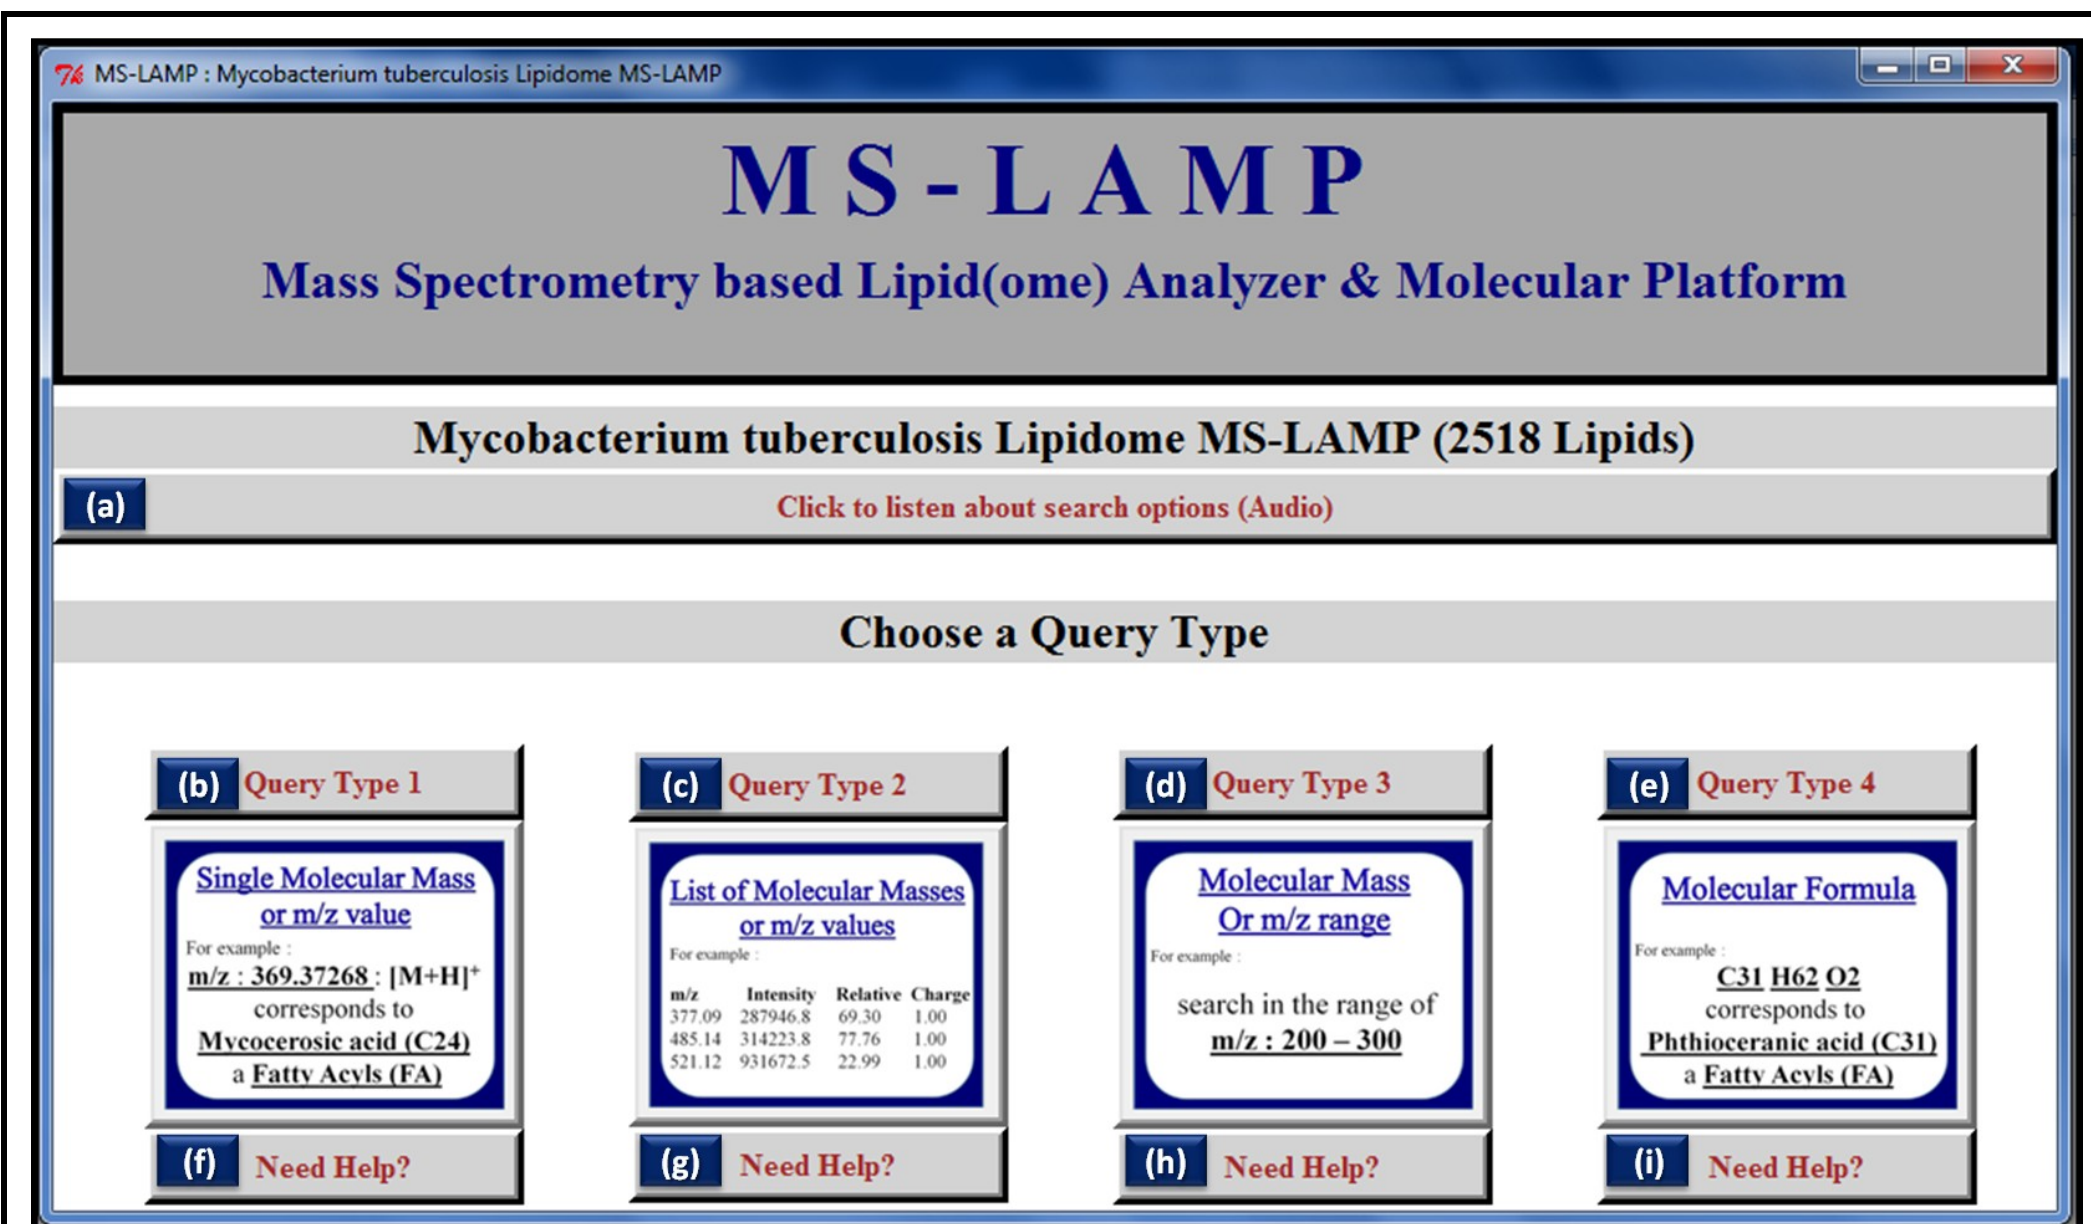 MS-LAMP : Mycobacterium tuberculosis Lipidome MS-LAMP
M S - L A M P
Mass Spectrometry based Lipid(ome) Analyzer & Molecular Platform
Mycobacterium tuberculosis Lipidome MS-LAMP (2518 Lipids)
(a) Click to listen about search options (Audio)
Choose a Query Type
(b) Query Type 1
Single Molecular Mass
or m/z value
For example :
m/z : 369.37268 : [M+H]+
corresponds to
Mycocerosic acid (C24)
a Fatty Acyls (FA)
(f) Need Help?
(c) Query Type 2
List of Molecular Masses
or m/z values
For example :
m/z Intensity Relative Charge
377.09 287946.8 69.30 1.00
485.14 314223.8 77.76 1.00
521.12 931672.5 22.99 1.00
(g) Need Help?
(d) Query Type 3
Molecular Mass
Or m/z range
For example :
search in the range of
m/z : 200 – 300
(h) Need Help?
(e) Query Type 4
Molecular Formula
For example :
C31 H62 O2
corresponds to
Phthioceranic acid (C31)
a Fatty Acyls (FA)
(i) Need Help?